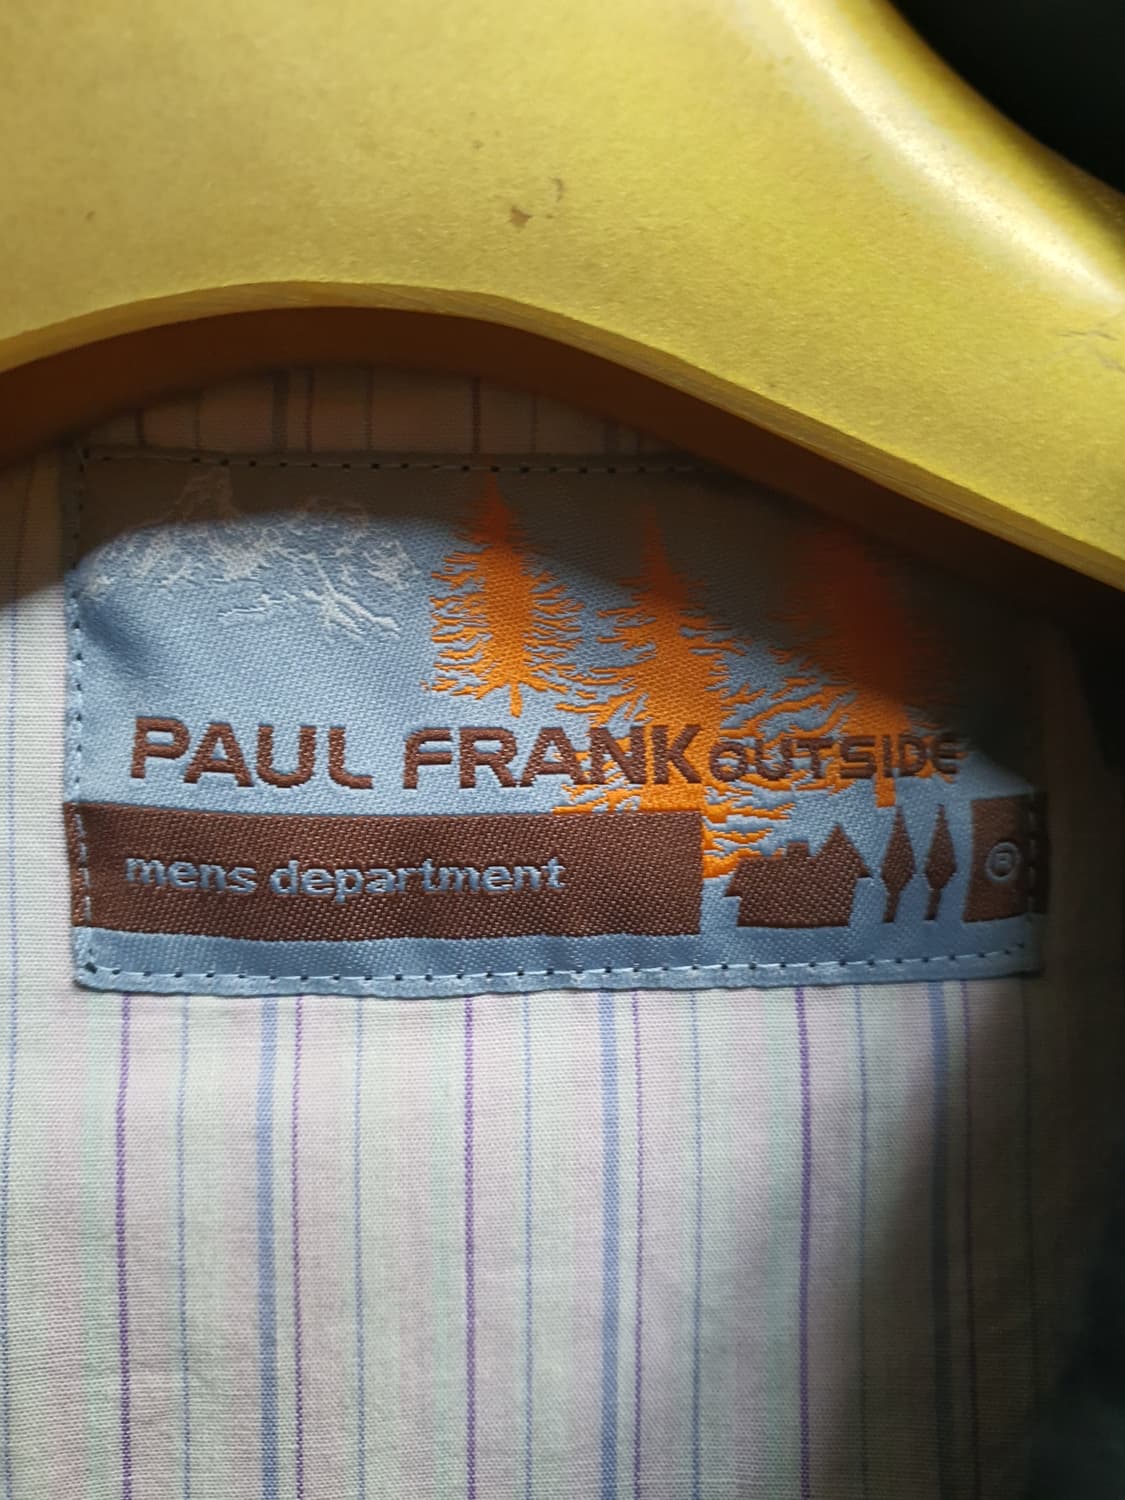 PAUL FRANK OUTSIDE
mens department ®